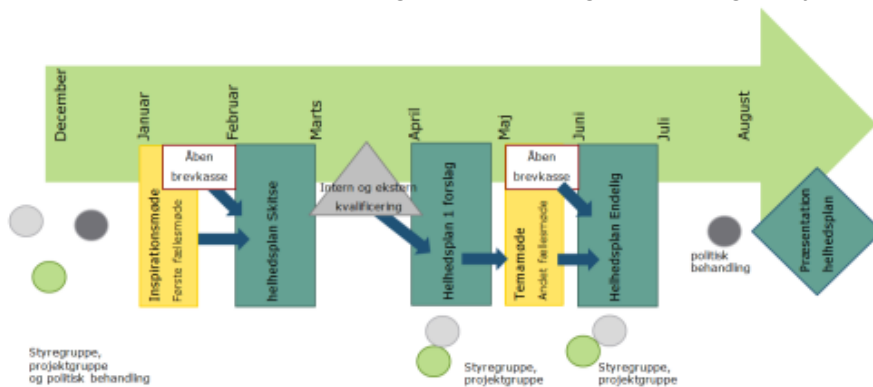 December
Januar
Februar
Marts
April
Maj
Juni
Juli
August
Inspirationsmøde
Første fællesmøde
Åben
brevkasse
helhedsplan Skitse
Intern og ekstern
kvalificering
Helhedsplan 1 forslag
Temamøde
Andet fællesmøde
Åben
brevkasse
Helhedsplan Endelig
politisk
behandling
Præsentation
helhedsplan
Styregruppe,
projektgruppe
og politisk behandling
Styregruppe,
projektgruppe
Styregruppe,
projektgruppe